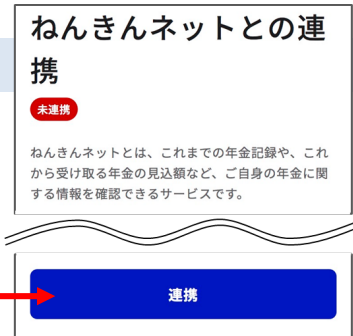 ねんきんネットとの連
携
未連携
ねんきんネットとは、これまでの年金記録や、これ
から受け取る年金の見込額など、ご自身の年金に関
する情報を確認できるサービスです。
連携